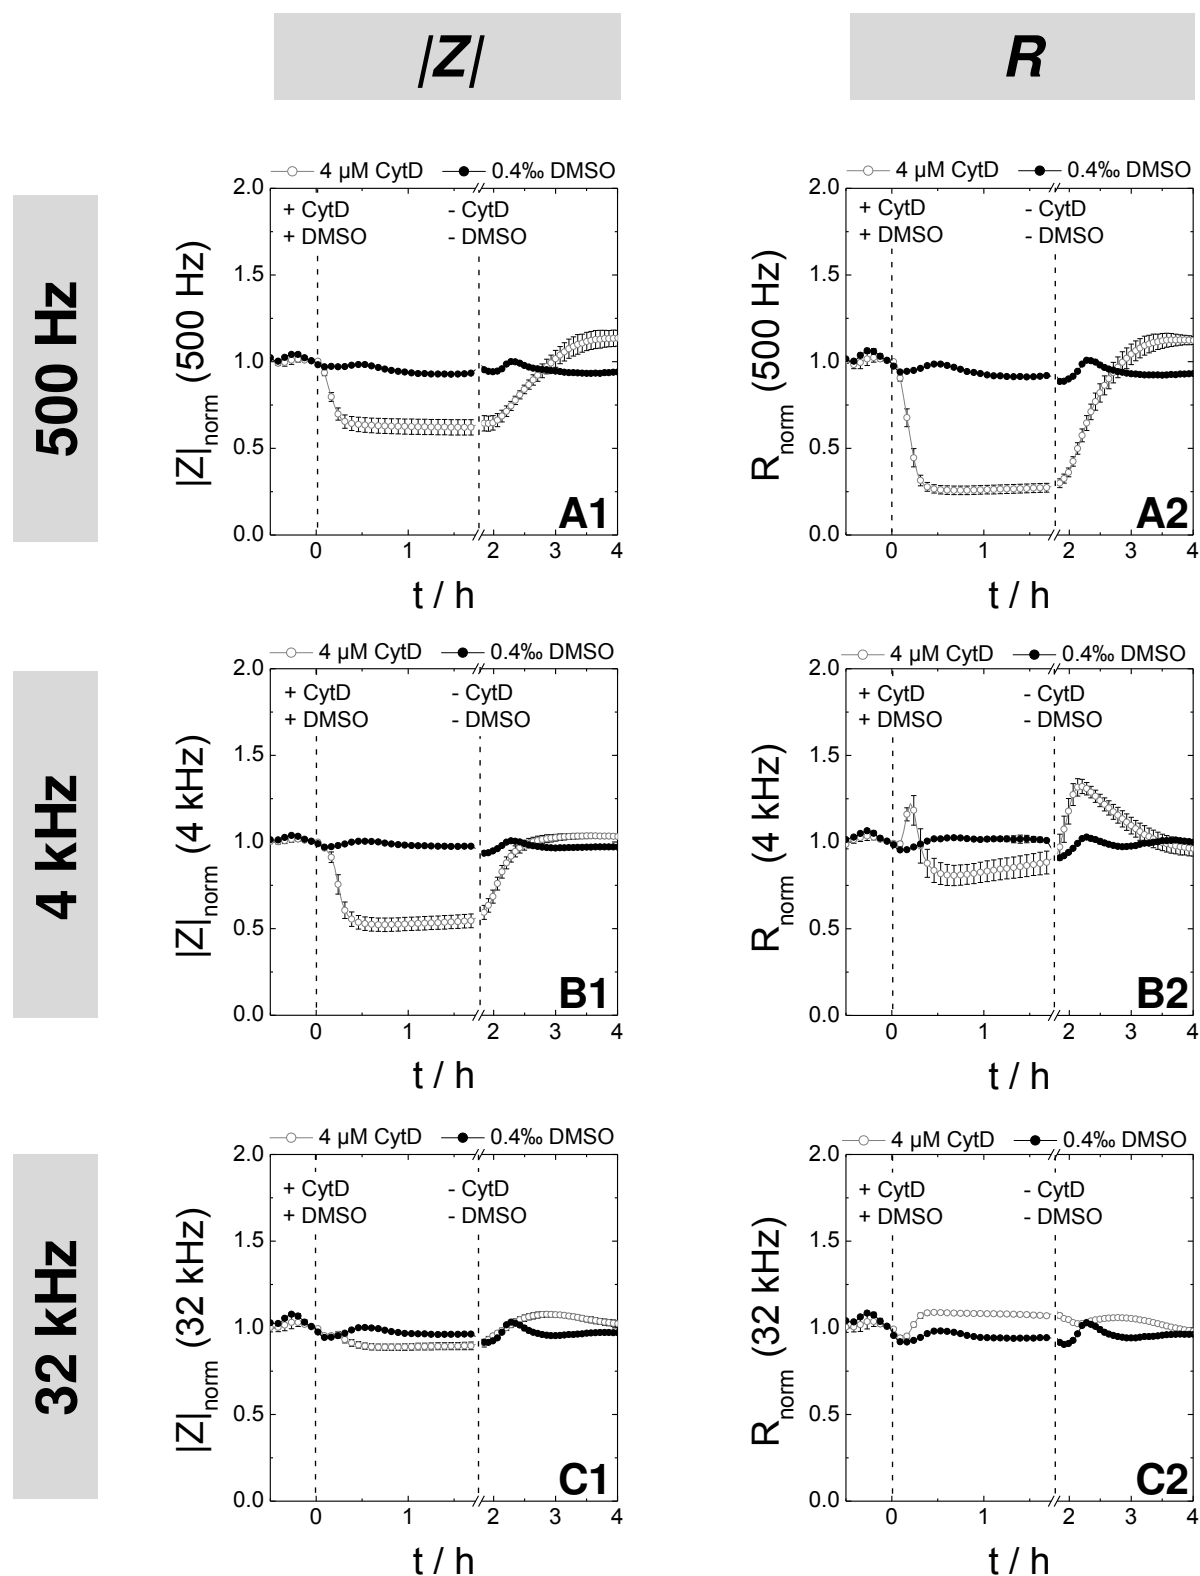 |Z|
R
500 Hz
4 µM CytD
0.4‰ DMSO
+ CytD
- CytD
+ DMSO
- DMSO
2.0
1.5
1.0
0.5
0.0
0
1
2
3
4
|Z|norm (500 Hz)
t / h
A1
4 µM CytD
0.4‰ DMSO
+ CytD
- CytD
+ DMSO
- DMSO
2.0
1.5
1.0
0.5
0.0
0
1
2
3
4
Rnorm (500 Hz)
t / h
A2
4 kHz
4 µM CytD
0.4‰ DMSO
+ CytD
- CytD
+ DMSO
- DMSO
2.0
1.5
1.0
0.5
0.0
0
1
2
3
4
|Z|norm (4 kHz)
t / h
B1
4 µM CytD
0.4‰ DMSO
+ CytD
- CytD
+ DMSO
- DMSO
2.0
1.5
1.0
0.5
0.0
0
1
2
3
4
Rnorm (4 kHz)
t / h
B2
32 kHz
4 µM CytD
0.4‰ DMSO
+ CytD
- CytD
+ DMSO
- DMSO
2.0
1.5
1.0
0.5
0.0
0
1
2
3
4
|Z|norm (32 kHz)
t / h
C1
4 µM CytD
0.4‰ DMSO
+ CytD
- CytD
+ DMSO
- DMSO
2.0
1.5
1.0
0.5
0.0
0
1
2
3
4
Rnorm (32 kHz)
t / h
C2